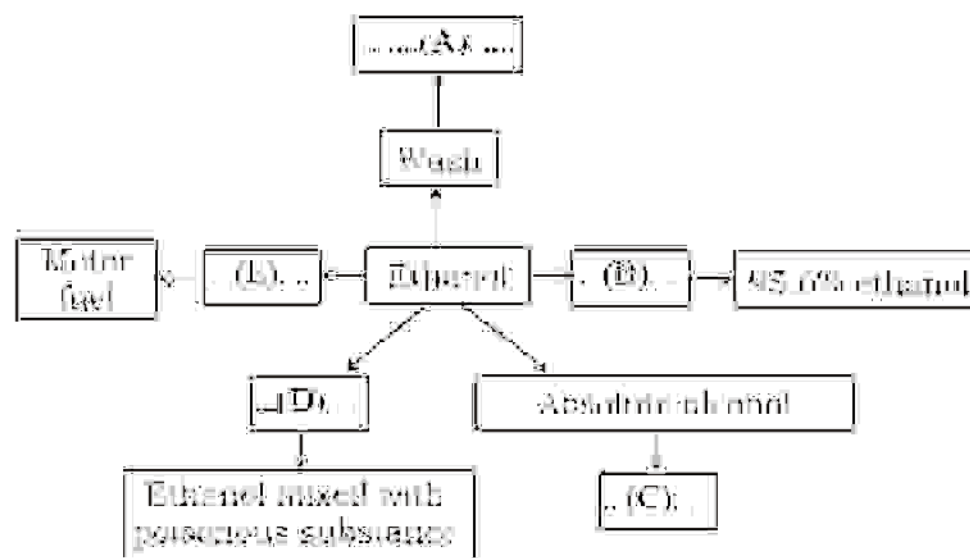 .. ....(A). ....
Wash
Motor
fuel
. .(E). ..
Ethanol
. (B). .
95.6% ethanol
...(D). ..
Absolute alcohol
Ethanol mixed with
poisonous substance
.. (C). .